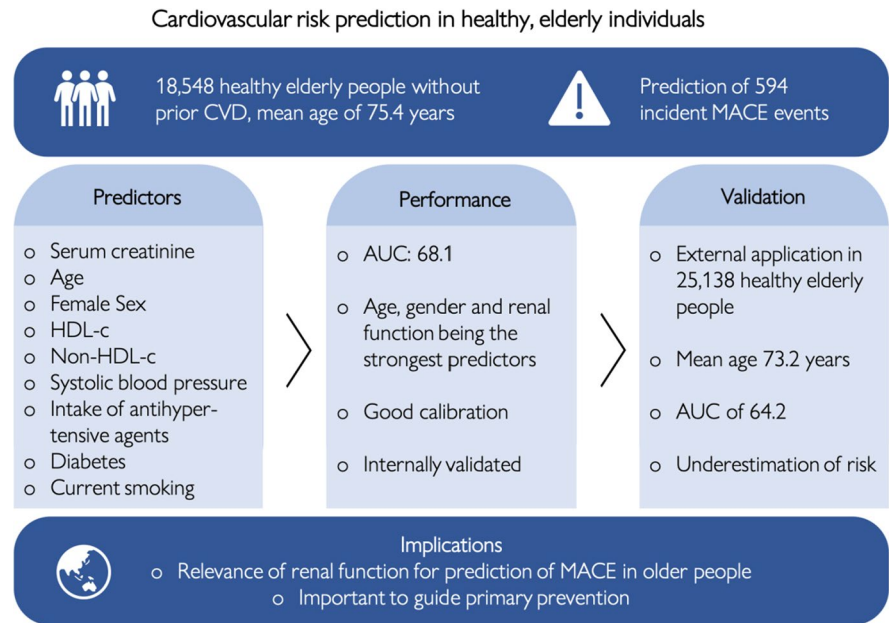 Cardiovascular risk prediction in healthy, elderly individuals
18,548 healthy elderly people without
prior CVD, mean age of 75.4 years
Prediction of 594
incident MACE events
Predictors
o Serum creatinine
o Age
o Female Sex
o HDL-c
o Non-HDL-c
o Systolic blood pressure
o Intake of antihyper-
tensive agents
o Diabetes
o Current smoking
Performance
o AUC: 68.1
o Age, gender and renal
function being the
strongest predictors
o Good calibration
o Internally validated
Validation
o External application in
25,138 healthy elderly
people
o Mean age 73.2 years
o AUC of 64.2
o Underestimation of risk
Implications
o Relevance of renal function for prediction of MACE in older people
o Important to guide primary prevention